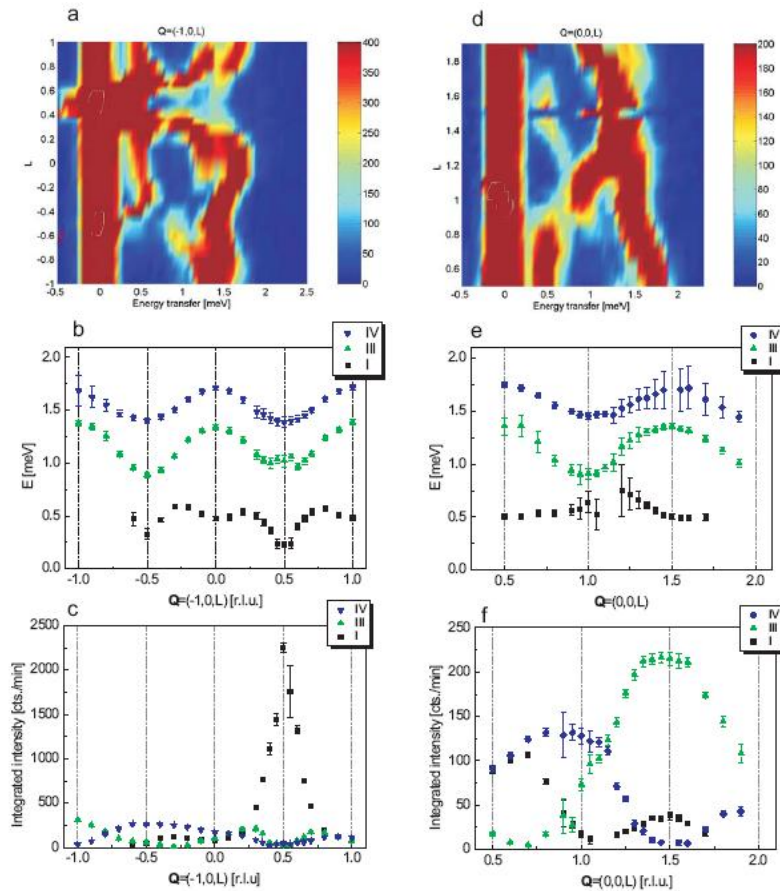 a
Q=(-1,0,L)
1
0.8
0.6
0.4
0.2
0
-0.2
-0.4
-0.6
-0.8
-1
L
-0.5 0 0.5 1 1.5 2 2.5
Energy transfer [meV]
400
350
300
250
200
150
100
50
0
d
Q=(0,0,L)
1.8
1.6
1.4
1.2
1
0.8
0.6
L
-0.5 0 0.5 1 1.5 2
Energy transfer [meV]
200
180
160
140
120
100
80
60
40
20
0
b
IV
III
I
2.0
1.5
1.0
0.5
0.0
E [meV]
-1.0 -0.5 0.0 0.5 1.0
Q=(-1,0,L) [r.l.u.]
e
IV
III
I
2.0
1.5
1.0
0.5
0.0
E [meV]
0.5 1.0 1.5 2.0
Q=(0,0,L)
c
IV
III
I
2500
2000
1500
1000
500
0
Integrated intensity [cts./min]
-1.0 -0.5 0.0 0.5 1.0
Q=(-1,0,L) [r.l.u]
f
IV
III
I
250
200
150
100
50
0
Integrated intensity [cts./min]
0.5 1.0 1.5 2.0
Q=(0,0,L) [r.l.u.]